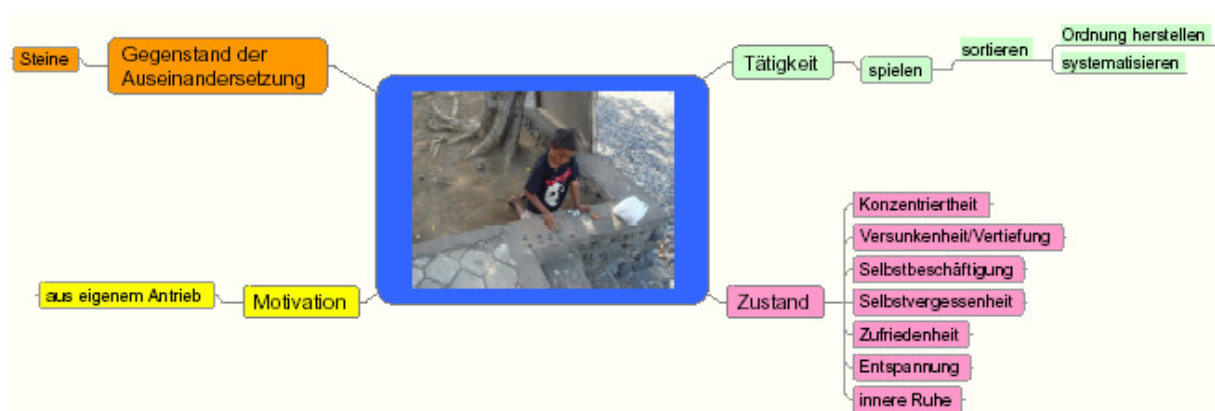 Steine
Gegenstand der
Auseinandersetzung
Tätigkeit
spielen
sortieren
Ordnung herstellen
systematisieren
aus eigenem Antrieb
Motivation
Zustand
Konzentriertheit
Versunkenheit/Vertiefung
Selbstbeschäftigung
Selbstvergessenheit
Zufriedenheit
Entspannung
innere Ruhe